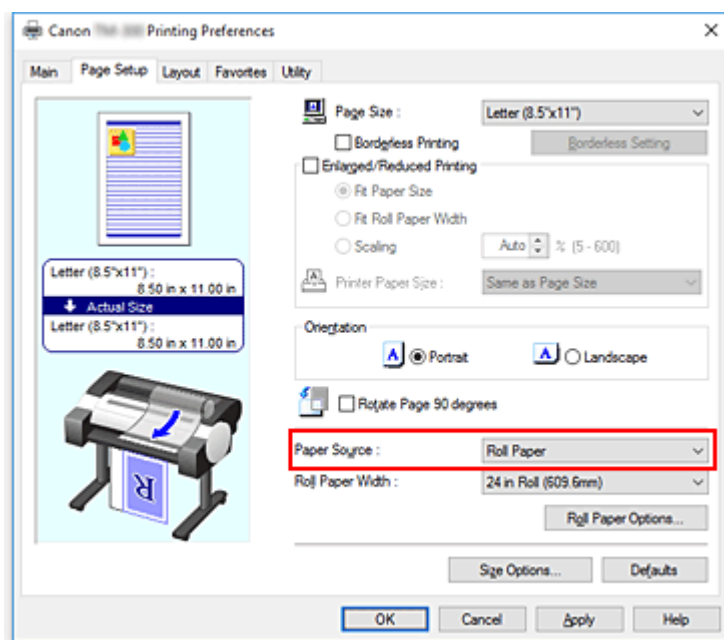 Canon Printing Preferences
Main Page Setup Layout Favorites Utility
Page Size : Letter (8.5"x11")
Borderless Printing Borderless Setting
Enlarged/Reduced Printing
Fit Paper Size
Fit Roll Paper Width
Scaling Auto % (5 - 600)
Printer Paper Size : Same as Page Size
Letter (8.5"x11") :
8.50 in x 11.00 in
Actual Size
Letter (8.5"x11") :
8.50 in x 11.00 in
Orientation
A Portrait A Landscape
Rotate Page 90 degrees
R
Paper Source : Roll Paper
Roll Paper Width : 24 in Roll (609.6mm)
Roll Paper Options...
Size Options... Defaults
OK Cancel Apply Help